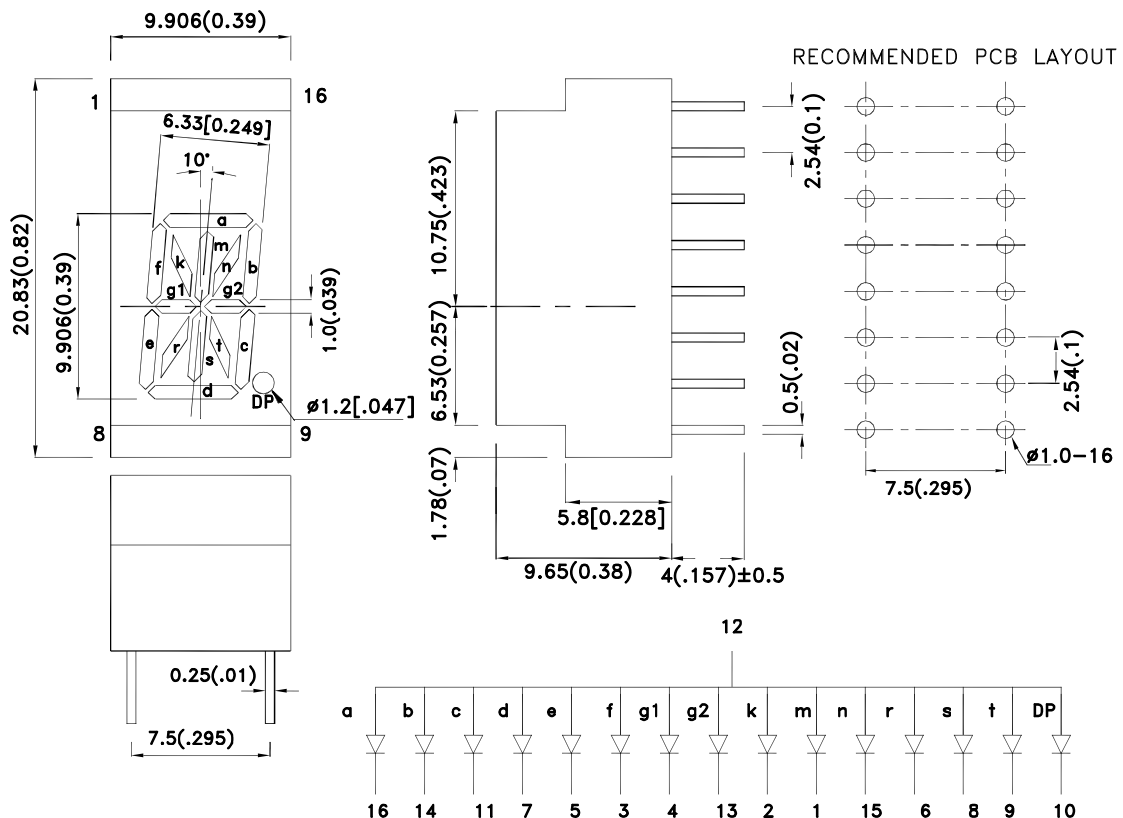 9.906(0.39)
1
16
6.33[0.249]
10°
a
m
f
k
n
b
g1
g2
e
r
s
t
c
d
DP
20.83(0.82)
9.906(0.39)
1.0(.039)
ø1.2[.047]
8
9
0.25(.01)
7.5(.295)
10.75(.423)
6.53(0.257)
1.78(.07)
0.5(.02)
5.8[0.228]
9.65(0.38)
4(.157)±0.5
RECOMMENDED PCB LAYOUT
2.54(0.1)
2.54(.1)
ø1.0-16
7.5(.295)
12
a b c d e f g1 g2 k m n r s t DP
16 14 11 7 5 3 4 13 2 1 15 6 8 9 10